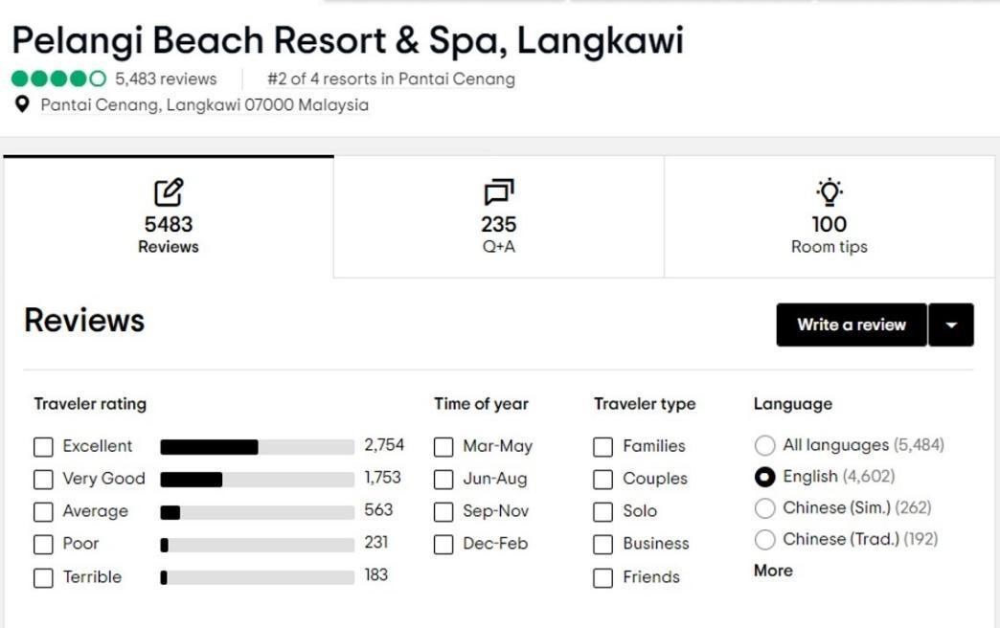 Pelangi Beach Resort & Spa, Langkawi
5,483 reviews #2 of 4 resorts in Pantai Cenang
Pantai Cenang, Langkawi 07000 Malaysia
5483
Reviews
235
Q+A
100
Room tips
Reviews
Write a review
Traveler rating
Excellent 2,754
Very Good 1,753
Average 563
Poor 231
Terrible 183
Time of year
Mar-May
Jun-Aug
Sep-Nov
Dec-Feb
Traveler type
Families
Couples
Solo
Business
Friends
Language
All languages (5,484)
English (4,602)
Chinese (Sim.) (262)
Chinese (Trad.) (192)
More